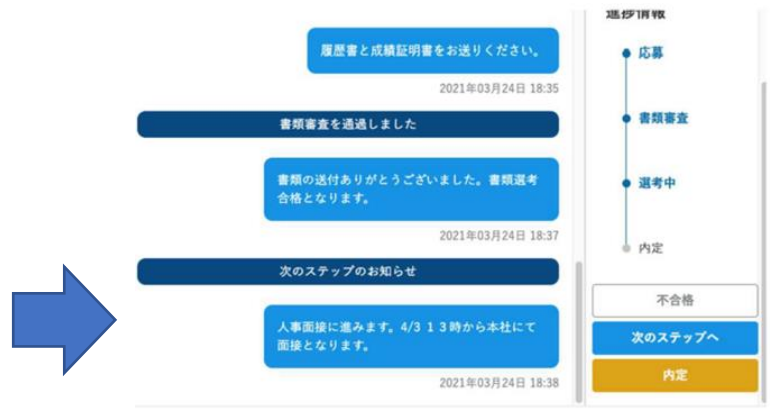 履歴書と成績証明書をお送りください。
2021年03月24日 18:35
書類審査を通過しました
書類の送付ありがとうございました。書類選考
合格となります。
2021年03月24日 18:37
次のステップのお知らせ
人事面接に進みます。4/3 13時から本社にて
面接となります。
2021年03月24日 18:38
進捗情報
応募
書類審査
選考中
内定
不合格
次のステップへ
内定